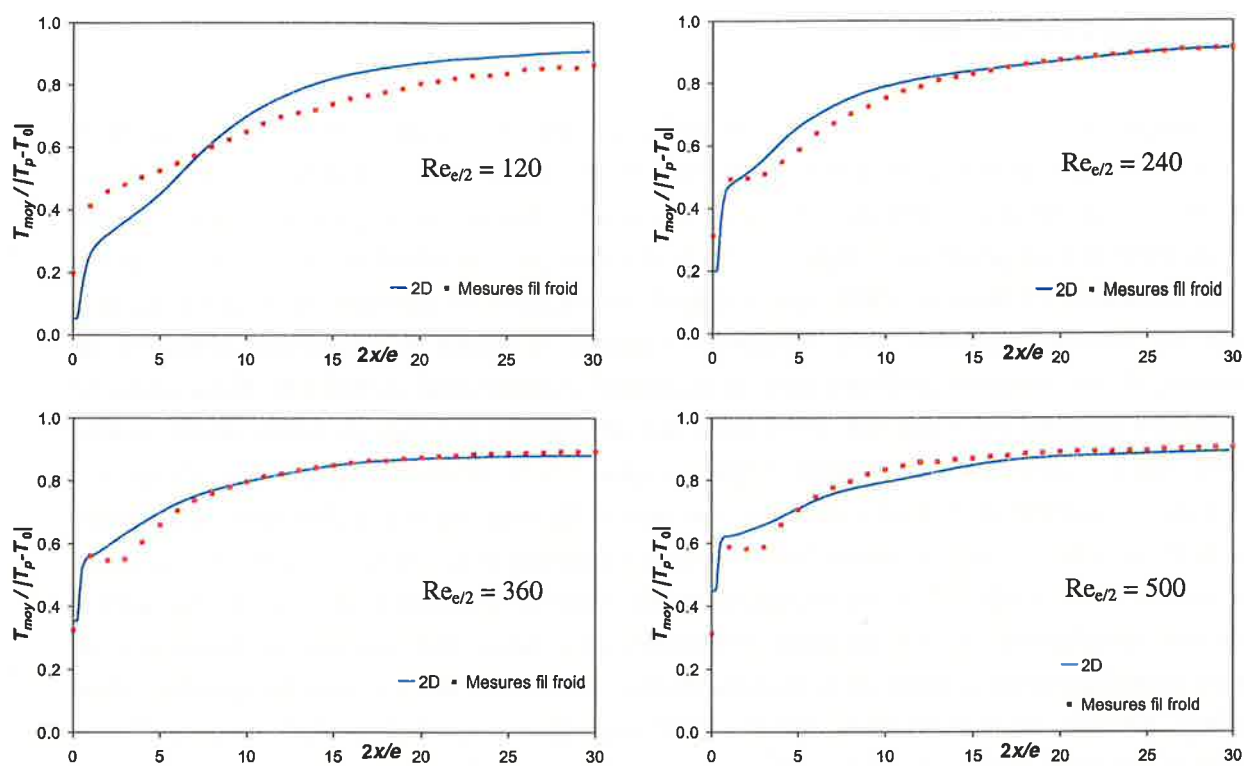 1.0
0.8
0.6
0.4
0.2
0.0
T_moy / |T_p-T_0|
Re_e/2 = 120
2D Mesures fil froid
0 5 10 15 20 25 30
2x/e
1.0
0.8
0.6
0.4
0.2
0.0
T_moy / |T_p-T_0|
Re_e/2 = 240
2D Mesures fil froid
0 5 10 15 20 25 30
2x/e
1.0
0.8
0.6
0.4
0.2
0.0
T_moy / |T_p-T_0|
Re_e/2 = 360
2D Mesures fil froid
0 5 10 15 20 25 30
2x/e
1.0
0.8
0.6
0.4
0.2
0.0
T_moy / |T_p-T_0|
Re_e/2 = 500
2D
Mesures fil froid
0 5 10 15 20 25 30
2x/e